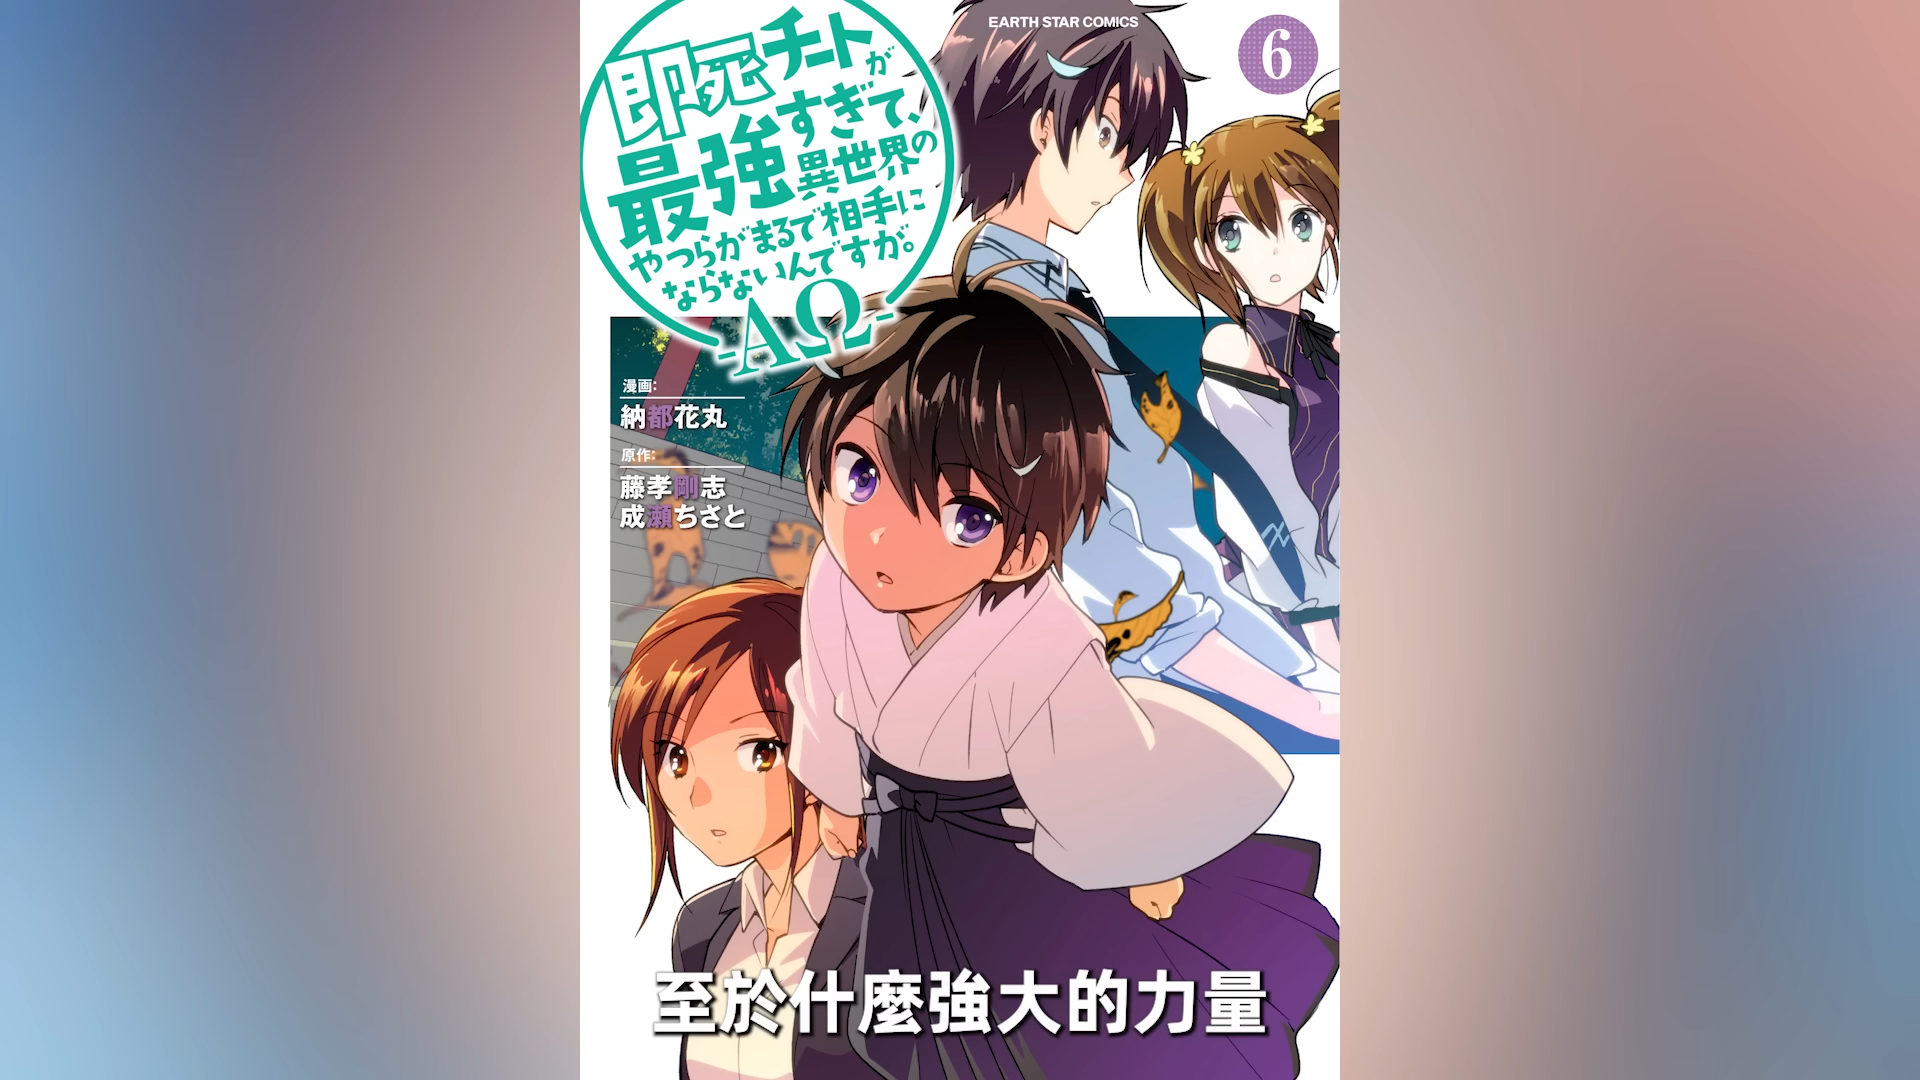 EARTH STAR COMICS
6
即死チートが
最強すぎて、
異世界の
やつらがまるで相手に
ならないんですが。
-ΑΩ-
漫画:
納都花丸
原作:
藤孝剛志
成瀬ちさと
至於什麼強大的力量